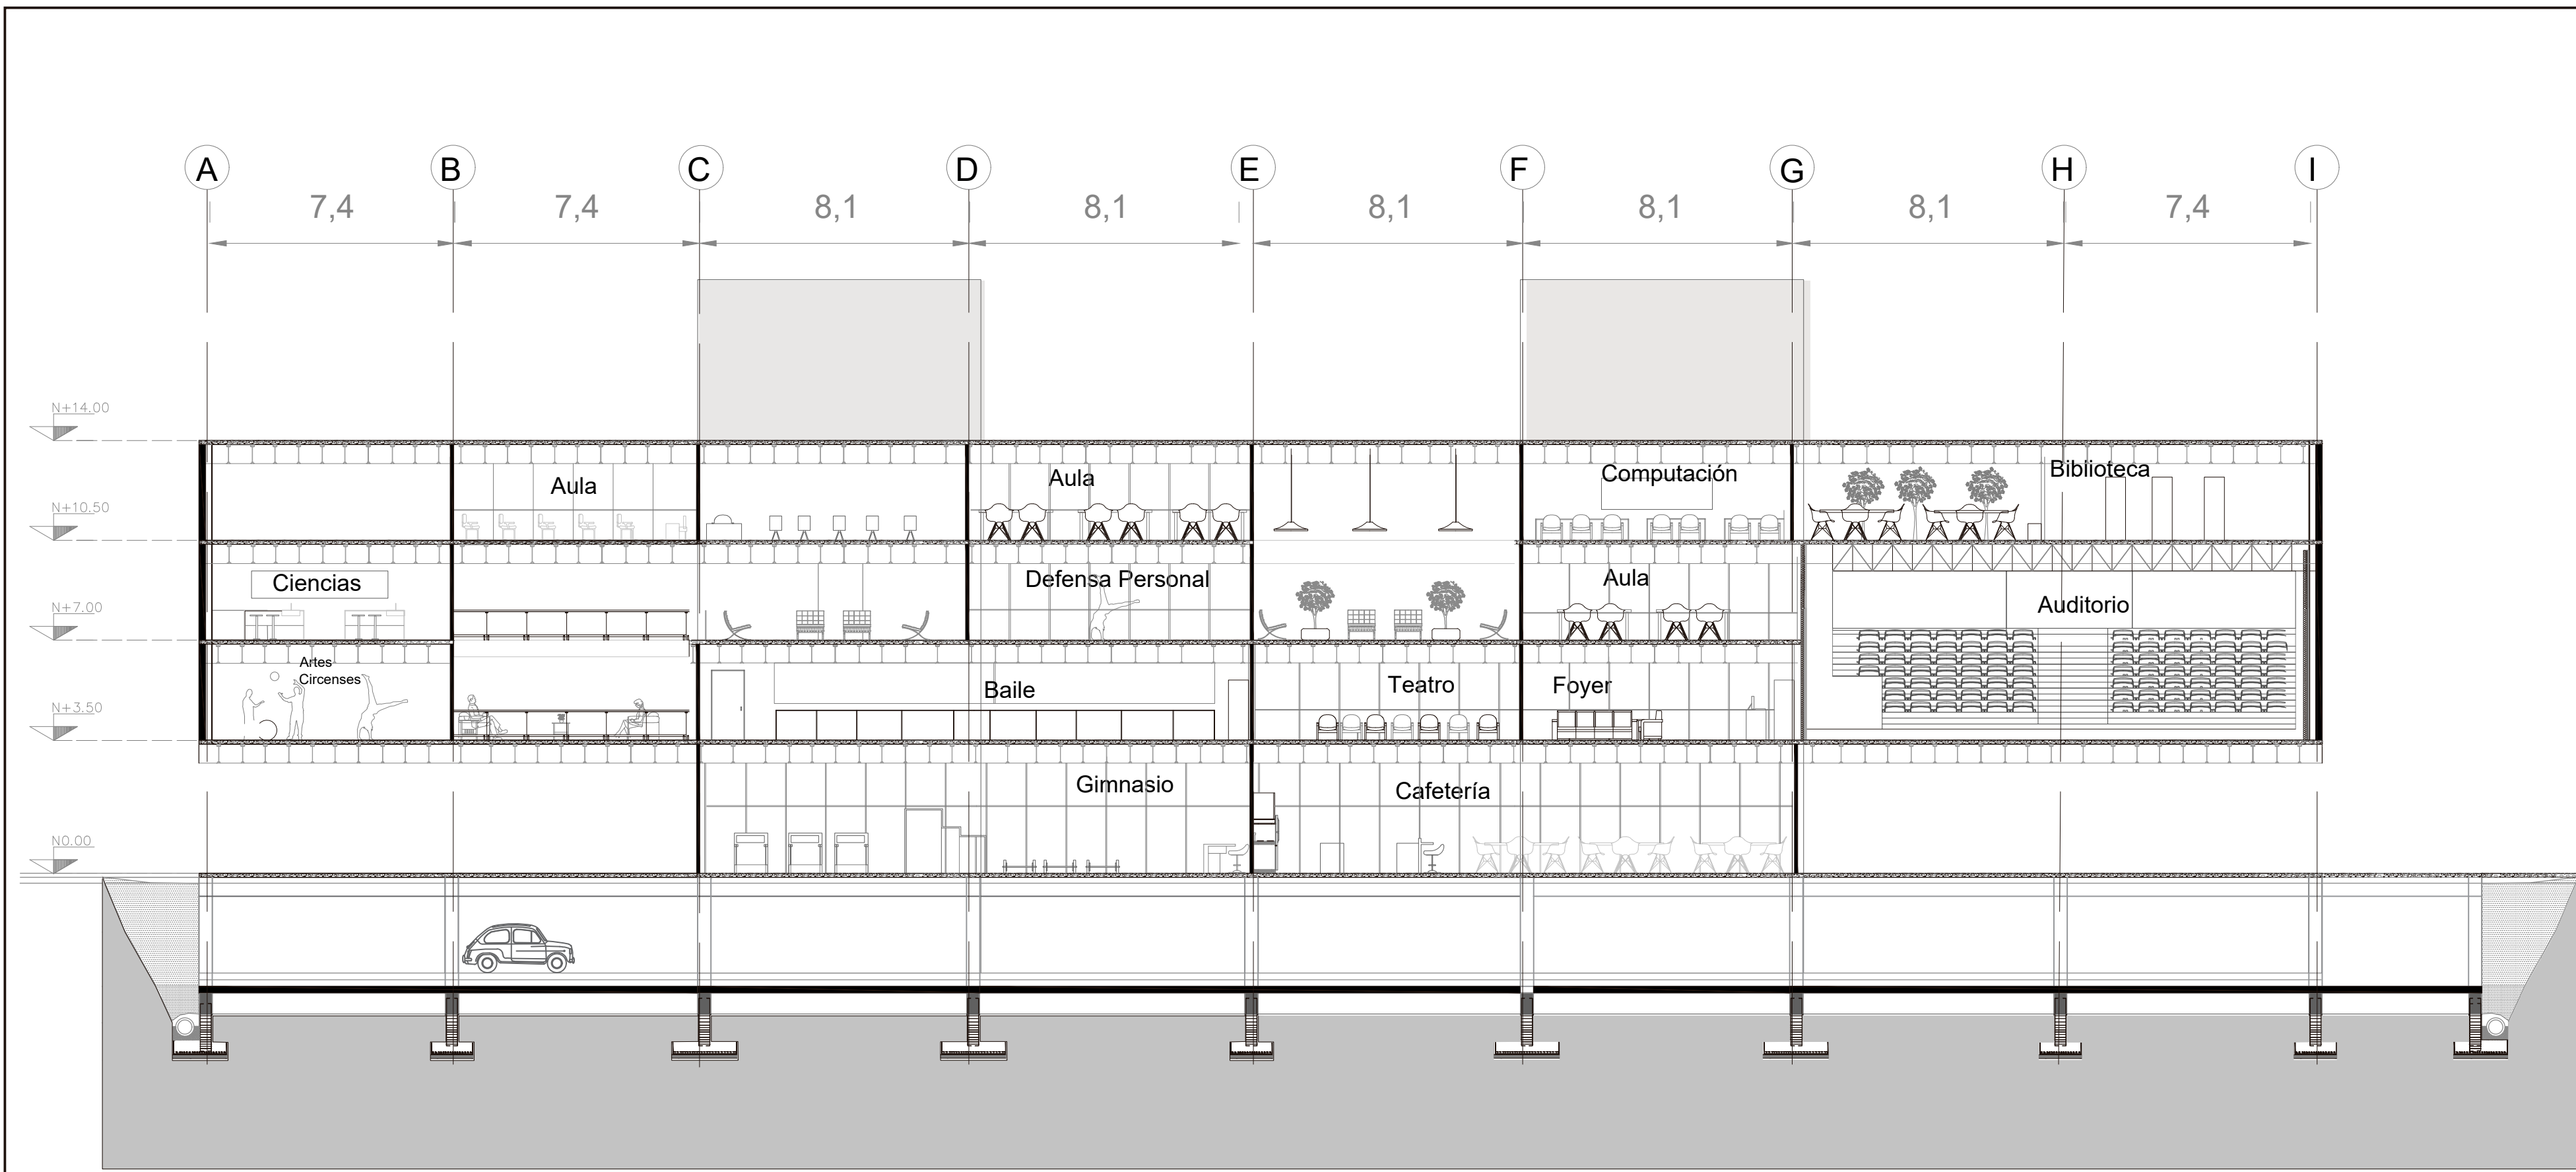 A B C D E F G H I
7,4 7,4 8,1 8,1 8,1 8,1 8,1 7,4
N+14.00
Aula Aula Computación Biblioteca
N+10.50
Ciencias Defensa Personal Aula Auditorio
N+7.00
Artes
Circenses
Baile Teatro Foyer
N+3.50
Gimnasio Cafetería
N0.00